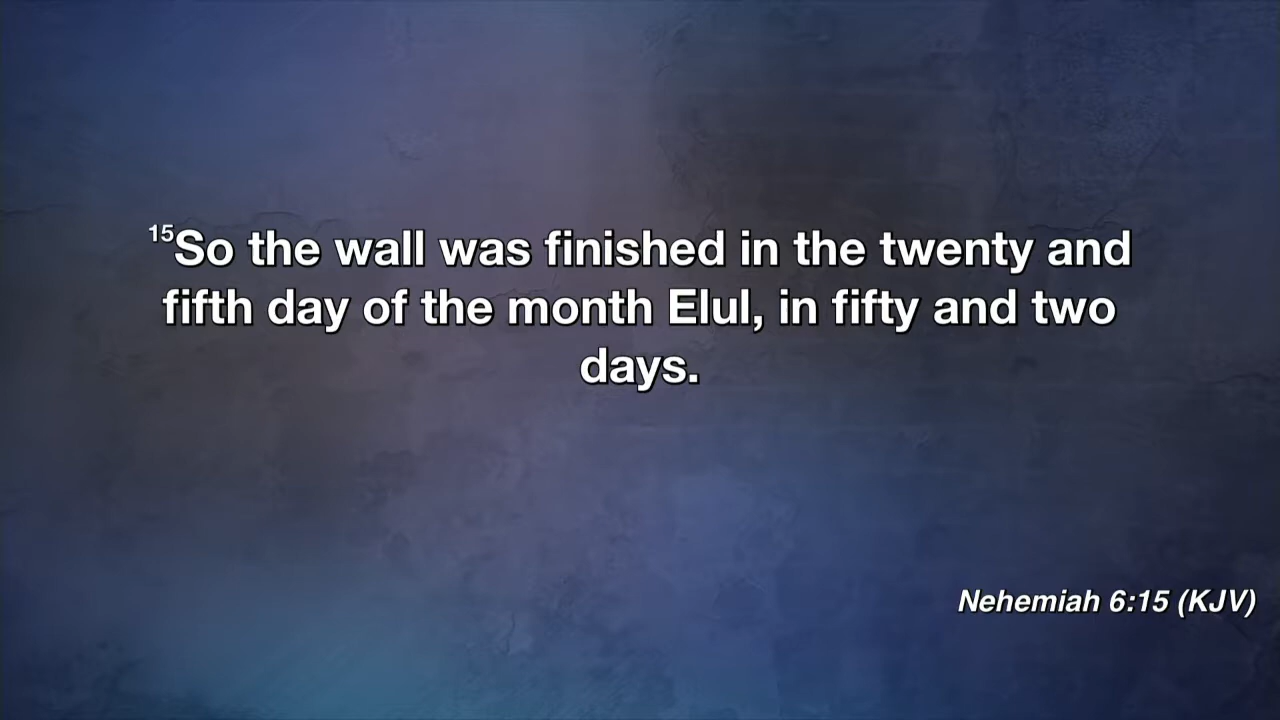 15So the wall was finished in the twenty and
fifth day of the month Elul, in fifty and two
days.
Nehemiah 6:15 (KJV)